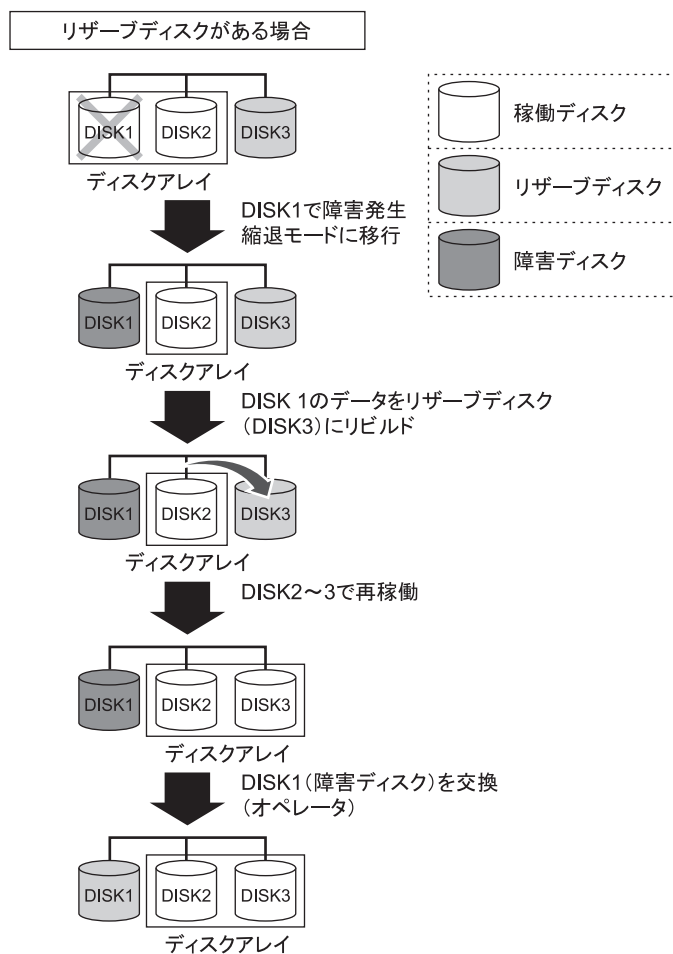 リザーブディスクがある場合
DISK1
DISK2
DISK3
ディスクアレイ
稼働ディスク
リザーブディスク
障害ディスク
DISK1で障害発生
縮退モードに移行
DISK1
DISK2
DISK3
ディスクアレイ
DISK 1のデータをリザーブディスク
（DISK3）にリビルド
DISK1
DISK2
DISK3
ディスクアレイ
DISK2～3で再稼働
DISK1
DISK2
DISK3
ディスクアレイ
DISK1（障害ディスク）を交換
（オペレータ）
DISK1
DISK2
DISK3
ディスクアレイ